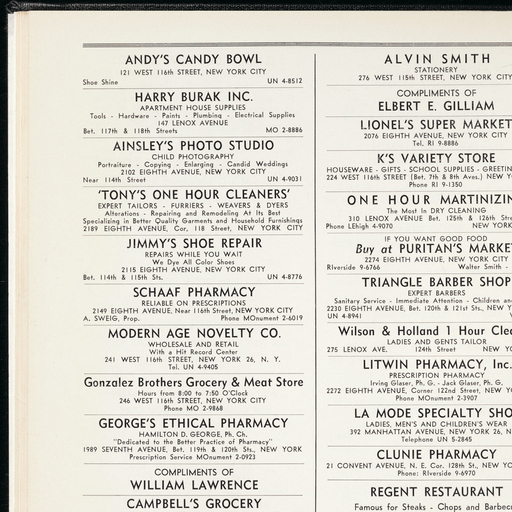 ANDY'S CANDY BOWL
121 WEST 116th STREET, NEW YORK CITY
Shoe Shine UN 4-8512
HARRY BURAK INC.
APARTMENT HOUSE SUPPLIES
Tools - Hardware - Paints - Plumbing - Electrical Supplies
147 LENOX AVENUE
Bet. 117th & 118th Streets MO 2-8886
AINSLEY'S PHOTO STUDIO
CHILD PHOTOGRAPHY
Portraiture - Copying - Enlarging - Candid Weddings
2102 EIGHTH AVENUE, NEW YORK CITY
Near 114th Street UN 4-9031
'TONY'S ONE HOUR CLEANERS'
EXPERT TAILORS - FURRIERS - WEAVERS & DYERS
Alterations - Repairing and Remodeling At Its Best
Specializing in Better Quality Garments and Household Furnishings
2189 EIGHTH AVENUE, Cor, 118 Street, NEW YORK CITY
JIMMY'S SHOE REPAIR
REPAIRS WHILE YOU WAIT
We Dye All Color Shoes
2115 EIGHTH AVENUE, NEW YORK CITY
Bet. 114th & 115th Sts. UN 4-8776
SCHAAF PHARMACY
RELIABLE ON PRESCRIPTIONS
2149 EIGHTH AVENUE, Near 116th Street, NEW YORK CITY
A. SWEIG, Prop. Phone MOnument 2-6019
MODERN AGE NOVELTY CO.
WHOLESALE AND RETAIL
With a Hit Record Center
241 WEST 116th STREET, NEW YORK 26, N. Y.
Tel. UN 4-9405
Gonzalez Brothers Grocery & Meat Store
Hours from 8:00 to 7:50 O'Clock
246 WEST 116th STREET, NEW YORK CITY
Phone MO 2-9868
GEORGE'S ETHICAL PHARMACY
HAMILTON D. GEORGE, Ph. Ch.
"Dedicated to the Better Practice of Pharmacy"
1989 SEVENTH AVENUE, Bet. 119th & 120th Sts., NEW YORK
Prescription Service MOnument 2-0923
COMPLIMENTS OF
WILLIAM LAWRENCE
CAMPBELL'S GROCERY
ALVIN SMITH
STATIONERY
276 WEST 115th STREET, NEW YORK CITY
COMPLIMENTS OF
ELBERT E. GILLIAM
LIONEL'S SUPER MARKET
2076 EIGHTH AVENUE, NEW YORK CITY
Tel. RI 9-8886
K'S VARIETY STORE
HOUSEWARE - GIFTS - SCHOOL SUPPLIES - GREETIN
224 WEST 116th STREET (Bet. 7th & 8th Aves.) NEW YO
Phone RI 9-1350
ONE HOUR MARTINIZIN
The Most In DRY CLEANING
310 LENOX AVENUE Bet. 125th & 126th Stre
Phone LEhigh 4-9070 NEW YORK
IF YOU WANT GOOD FOOD
Buy at PURITAN'S MARKE
2274 EIGHTH AVENUE, NEW YORK CITY
RIverside 9-6766 Walter Smith -
TRIANGLE BARBER SHOP
EXPERT BARBERS
Sanitary Service - Immediate Attention - Children an
2230 EIGHTH AVENUE, Bet. 120th & 121st STS., NEW Y
UN 4-8941
Wilson & Holland 1 Hour Clea
LADIES AND GENTS TAILOR
275 LENOX AVE. 124th Street NEW YO
LITWIN PHARMACY, Inc.
PRESCRIPTION PHARMACY
Irving Glaser, Ph. G. - Jack Glaser, Ph. G.
2272 EIGHTH AVENUE, Corner 122nd Street, NEW Y
Phone MOnument 2-3907
LA MODE SPECIALTY SHO
LADIES, MEN'S AND CHILDREN'S WEAR
392 MANHATTAN AVENUE, NEW YORK 26, N
Telephone UN 5-2845
CLUNIE PHARMACY
21 CONVENT AVENUE, N. E. Cor. 128th St., NEW YO
Phone: RIverside 9-6970
REGENT RESTAURANT
Famous for Steaks - Chops and Barbec